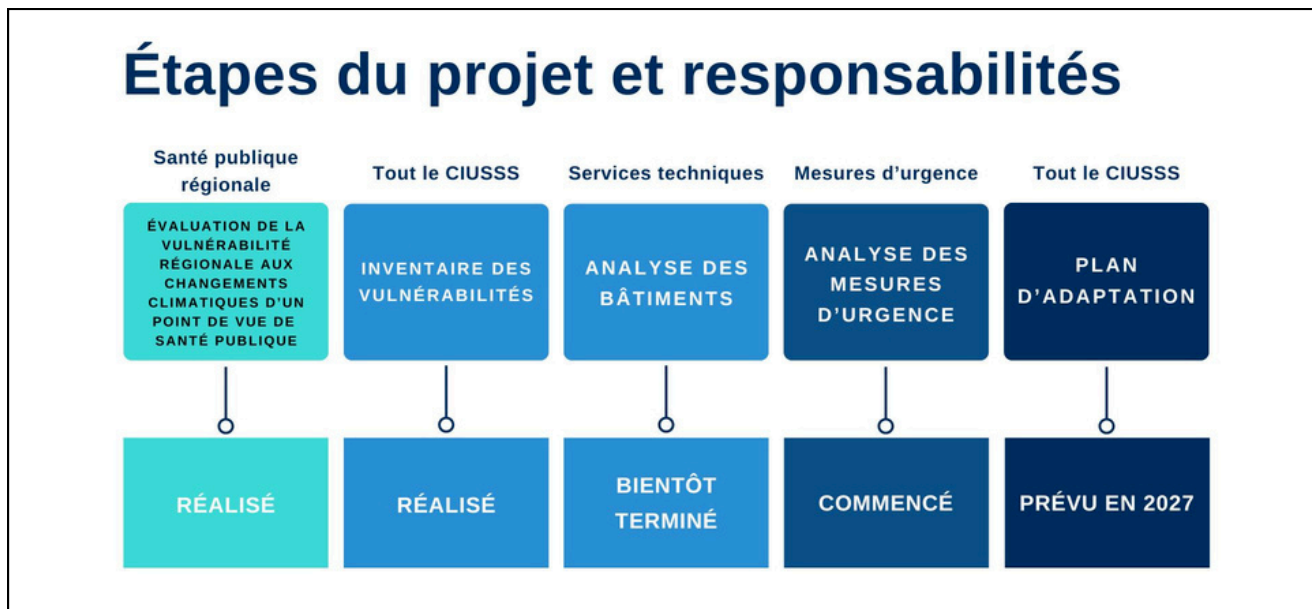 Étapes du projet et responsabilités
Santé publique
régionale
Tout le CIUSSS
Services techniques
Mesures d'urgence
Tout le CIUSSS
ÉVALUATION DE LA
VULNÉRABILITÉ
RÉGIONALE AUX
CHANGEMENTS
CLIMATIQUES D'UN
POINT DE VUE DE
SANTÉ PUBLIQUE
INVENTAIRE DES
VULNÉRABILITÉS
ANALYSE DES
BÂTIMENTS
ANALYSE DES
MESURES
D'URGENCE
PLAN
D'ADAPTATION
RÉALISÉ
RÉALISÉ
BIENTÔT
TERMINÉ
COMMENCÉ
PRÉVU EN 2027